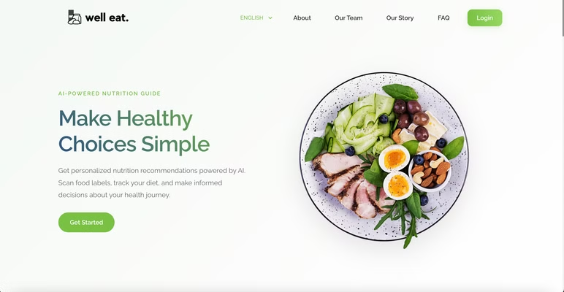 well eat.
ENGLISH
About
Our Team
Our Story
FAQ
Login
AI-POWERED NUTRITION GUIDE
Make Healthy
Choices Simple
Get personalized nutrition recommendations powered by AI.
Scan food labels, track your diet, and make informed
decisions about your health journey.
Get Started